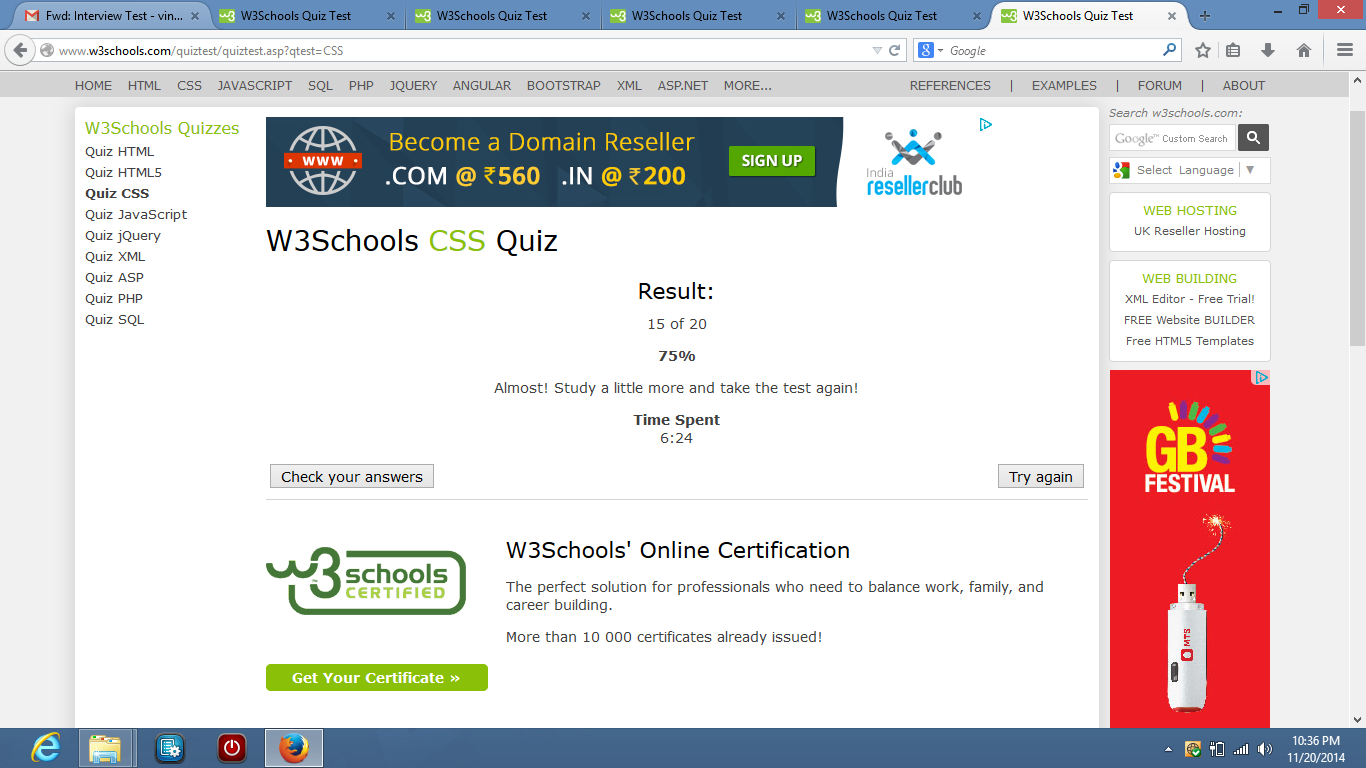 Fwd: Interview Test - vin...
W3Schools Quiz Test
W3Schools Quiz Test
W3Schools Quiz Test
W3Schools Quiz Test
W3Schools Quiz Test
www.w3schools.com/quiztest/quiztest.asp?qtest=CSS
Google
HOME HTML CSS JAVASCRIPT SQL PHP JQUERY ANGULAR BOOTSTRAP XML ASP.NET MORE... REFERENCES | EXAMPLES | FORUM | ABOUT
W3Schools Quizzes
Quiz HTML
Quiz HTML5
Quiz CSS
Quiz JavaScript
Quiz jQuery
Quiz XML
Quiz ASP
Quiz PHP
Quiz SQL
WWW
Become a Domain Reseller
.COM @ ₹560 .IN @ ₹200
SIGN UP
India
resellerclub
W3Schools CSS Quiz
Result:
15 of 20
75%
Almost! Study a little more and take the test again!
Time Spent
6:24
Check your answers
Try again
w3schools
CERTIFIED
W3Schools' Online Certification
The perfect solution for professionals who need to balance work, family, and
career building.
More than 10 000 certificates already issued!
Get Your Certificate »
Search w3schools.com:
Google™ Custom Search
Select Language
WEB HOSTING
UK Reseller Hosting
WEB BUILDING
XML Editor - Free Trial!
FREE Website BUILDER
Free HTML5 Templates
GB
FESTIVAL
MTS
10:36 PM
11/20/2014